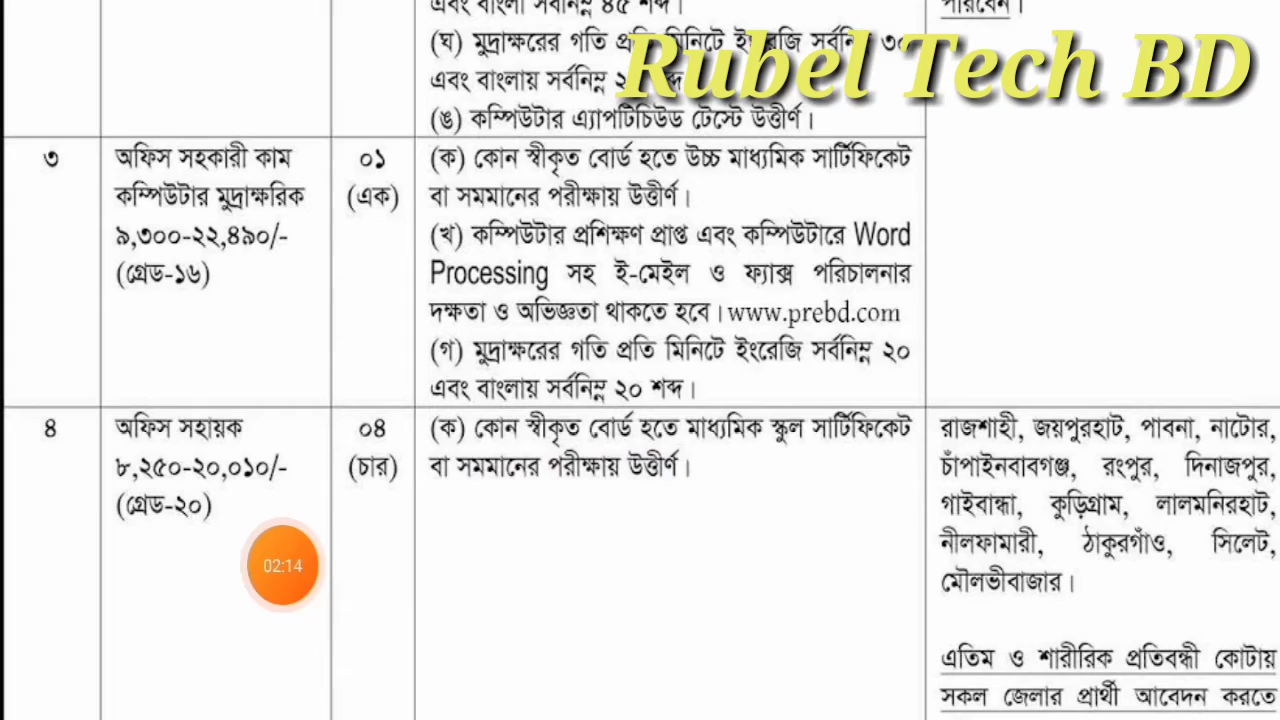 এবং বাংলা সর্বনিম্ন ৪৫ শব্দ।
পারবেন।
(ঘ) মুদ্রাক্ষরের গতি প্রতি মিনিটে ইংরেজি সর্বনিম্ন ৩০
Rubel Tech BD
এবং বাংলায় সর্বনিম্ন
(ঙ) কম্পিউটার এ্যাপটিচিউড টেস্টে উত্তীর্ণ।
৩
অফিস সহকারী কাম
কম্পিউটার মুদ্রাক্ষরিক
৯,৩০০-২২,৪৯০/-
(গ্রেড-১৬)
০১
(এক)
(ক) কোন স্বীকৃত বোর্ড হতে উচ্চ মাধ্যমিক সার্টিফিকেট
বা সমমানের পরীক্ষায় উত্তীর্ণ।
(খ) কম্পিউটার প্রশিক্ষণ প্রাপ্ত এবং কম্পিউটারে Word
Processing সহ ই-মেইল ও ফ্যাক্স পরিচালনার
দক্ষতা ও অভিজ্ঞতা থাকতে হবে। www.prebd.com
(গ) মুদ্রাক্ষরের গতি প্রতি মিনিটে ইংরেজি সর্বনিম্ন ২০
এবং বাংলায় সর্বনিম্ন ২০ শব্দ।
৪
অফিস সহায়ক
৮,২৫০-২০,০১০/-
(গ্রেড-২০)
০৪
(চার)
(ক) কোন স্বীকৃত বোর্ড হতে মাধ্যমিক স্কুল সার্টিফিকেট
বা সমমানের পরীক্ষায় উত্তীর্ণ।
রাজশাহী, জয়পুরহাট, পাবনা, নাটোর,
চাঁপাইনবাবগঞ্জ, রংপুর, দিনাজপুর,
গাইবান্ধা, কুড়িগ্রাম, লালমনিরহাট,
নীলফামারী, ঠাকুরগাঁও, সিলেট,
মৌলভীবাজার।
এতিম ও শারীরিক প্রতিবন্ধী কোটায়
সকল জেলার প্রার্থী আবেদন করতে
02:14